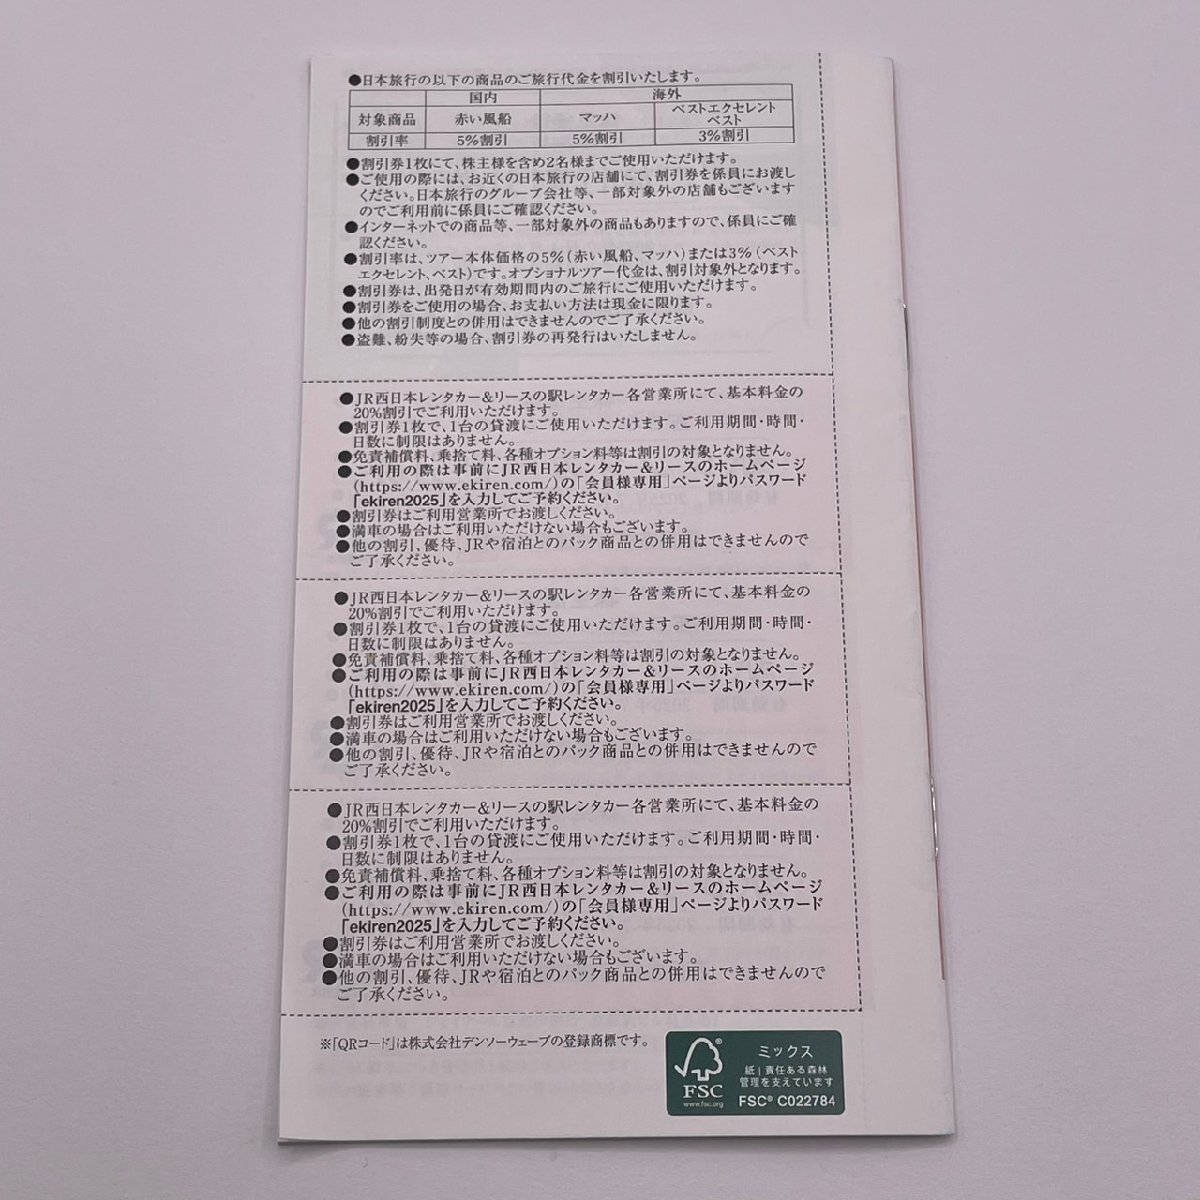 ●日本旅行の以下の商品のご旅行代金を割引いたします。
国内 海外
対象商品 赤い風船 マッハ ベストエクセレント
ベスト
割引率 5%割引 5%割引 3%割引
●割引券1枚にて、株主様を含め2名様までご使用いただけます。
●ご使用の際には、お近くの日本旅行の店舗にて、割引券を係員にお渡し
ください。日本旅行のグループ会社等、一部対象外の店舗もございます
のでご利用前に係員にご確認ください。
●インターネットでの商品等、一部対象外の商品もありますので、係員にご確
認ください。
●割引率は、ツアー本体価格の5%(赤い風船、マッハ)または3%(ベスト
エクセレント、ベスト)です。オプショナルツアー代金は、割引対象外となります。
●割引券は、出発日が有効期間内のご旅行にご使用いただけます。
●割引券をご使用の場合、お支払い方法は現金に限ります。
●他の割引制度との併用はできませんのでご了承ください。
●盗難、紛失等の場合、割引券の再発行はいたしません。
●JR西日本レンタカー&リースの駅レンタカー各営業所にて、基本料金の
20%割引でご利用いただけます。
●割引券1枚で、1台の貸渡にご使用いただけます。ご利用期間・時間・
日数に制限はありません。
●免責補償料、乗捨て料、各種オプション料等は割引の対象となりません。
●ご利用の際は事前にJR西日本レンタカー&リースのホームページ
(https://www.ekiren.com/)の「会員様専用」ページよりパスワード
「ekiren2025」を入力してご予約ください。
●割引券はご利用営業所でお渡しください。
●満車の場合はご利用いただけない場合もございます。
●他の割引、優待、JRや宿泊とのパック商品との併用はできませんので
ご了承ください。
●JR西日本レンタカー&リースの駅レンタカー各営業所にて、基本料金の
20%割引でご利用いただけます。
●割引券1枚で、1台の貸渡にご使用いただけます。ご利用期間・時間・
日数に制限はありません。
●免責補償料、乗捨て料、各種オプション料等は割引の対象となりません。
●ご利用の際は事前にJR西日本レンタカー&リースのホームページ
(https://www.ekiren.com/)の「会員様専用」ページよりパスワード
「ekiren2025」を入力してご予約ください。
●割引券はご利用営業所でお渡しください。
●満車の場合はご利用いただけない場合もございます。
●他の割引、優待、JRや宿泊とのパック商品との併用はできませんので
ご了承ください。
●JR西日本レンタカー&リースの駅レンタカー各営業所にて、基本料金の
20%割引でご利用いただけます。
●割引券1枚で、1台の貸渡にご使用いただけます。ご利用期間・時間・
日数に制限はありません。
●免責補償料、乗捨て料、各種オプション料等は割引の対象となりません。
●ご利用の際は事前にJR西日本レンタカー&リースのホームページ
(https://www.ekiren.com/)の「会員様専用」ページよりパスワード
「ekiren2025」を入力してご予約ください。
●割引券はご利用営業所でお渡しください。
●満車の場合はご利用いただけない場合もございます。
●他の割引、優待、JRや宿泊とのパック商品との併用はできませんので
ご了承ください。
※「QRコード」は株式会社デンソーウェーブの登録商標です。
FSC
www.fsc.org
ミックス
紙|責任ある森林
管理を支えています
FSC® C022784